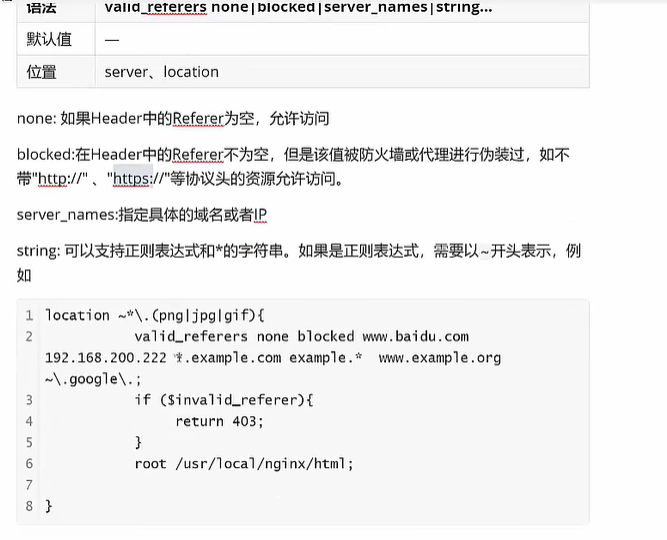 语法 valid_referers none|blocked|server_names|string...
默认值 —
位置 server、location
none: 如果Header中的Referer为空，允许访问
blocked:在Header中的Referer不为空，但是该值被防火墙或代理进行伪装过，如不
带"http://" 、"https://"等协议头的资源允许访问。
server_names:指定具体的域名或者IP
string: 可以支持正则表达式和*的字符串。如果是正则表达式，需要以~开头表示，例
如
1 location ~*\.(png|jpg|gif){
2 valid_referers none blocked www.baidu.com
192.168.200.222 *.example.com example.* www.example.org
~\.google\.;
3 if ($invalid_referer){
4 return 403;
5 }
6 root /usr/local/nginx/html;
7
8 }